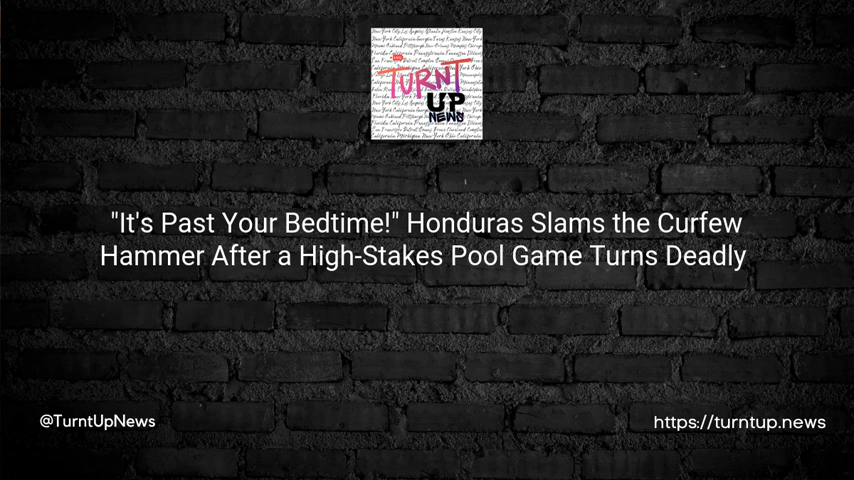 TURNT
UP
NEWS
"It's Past Your Bedtime!" Honduras Slams the Curfew
Hammer After a High-Stakes Pool Game Turns Deadly
@TurntUpNews
https://turntup.news